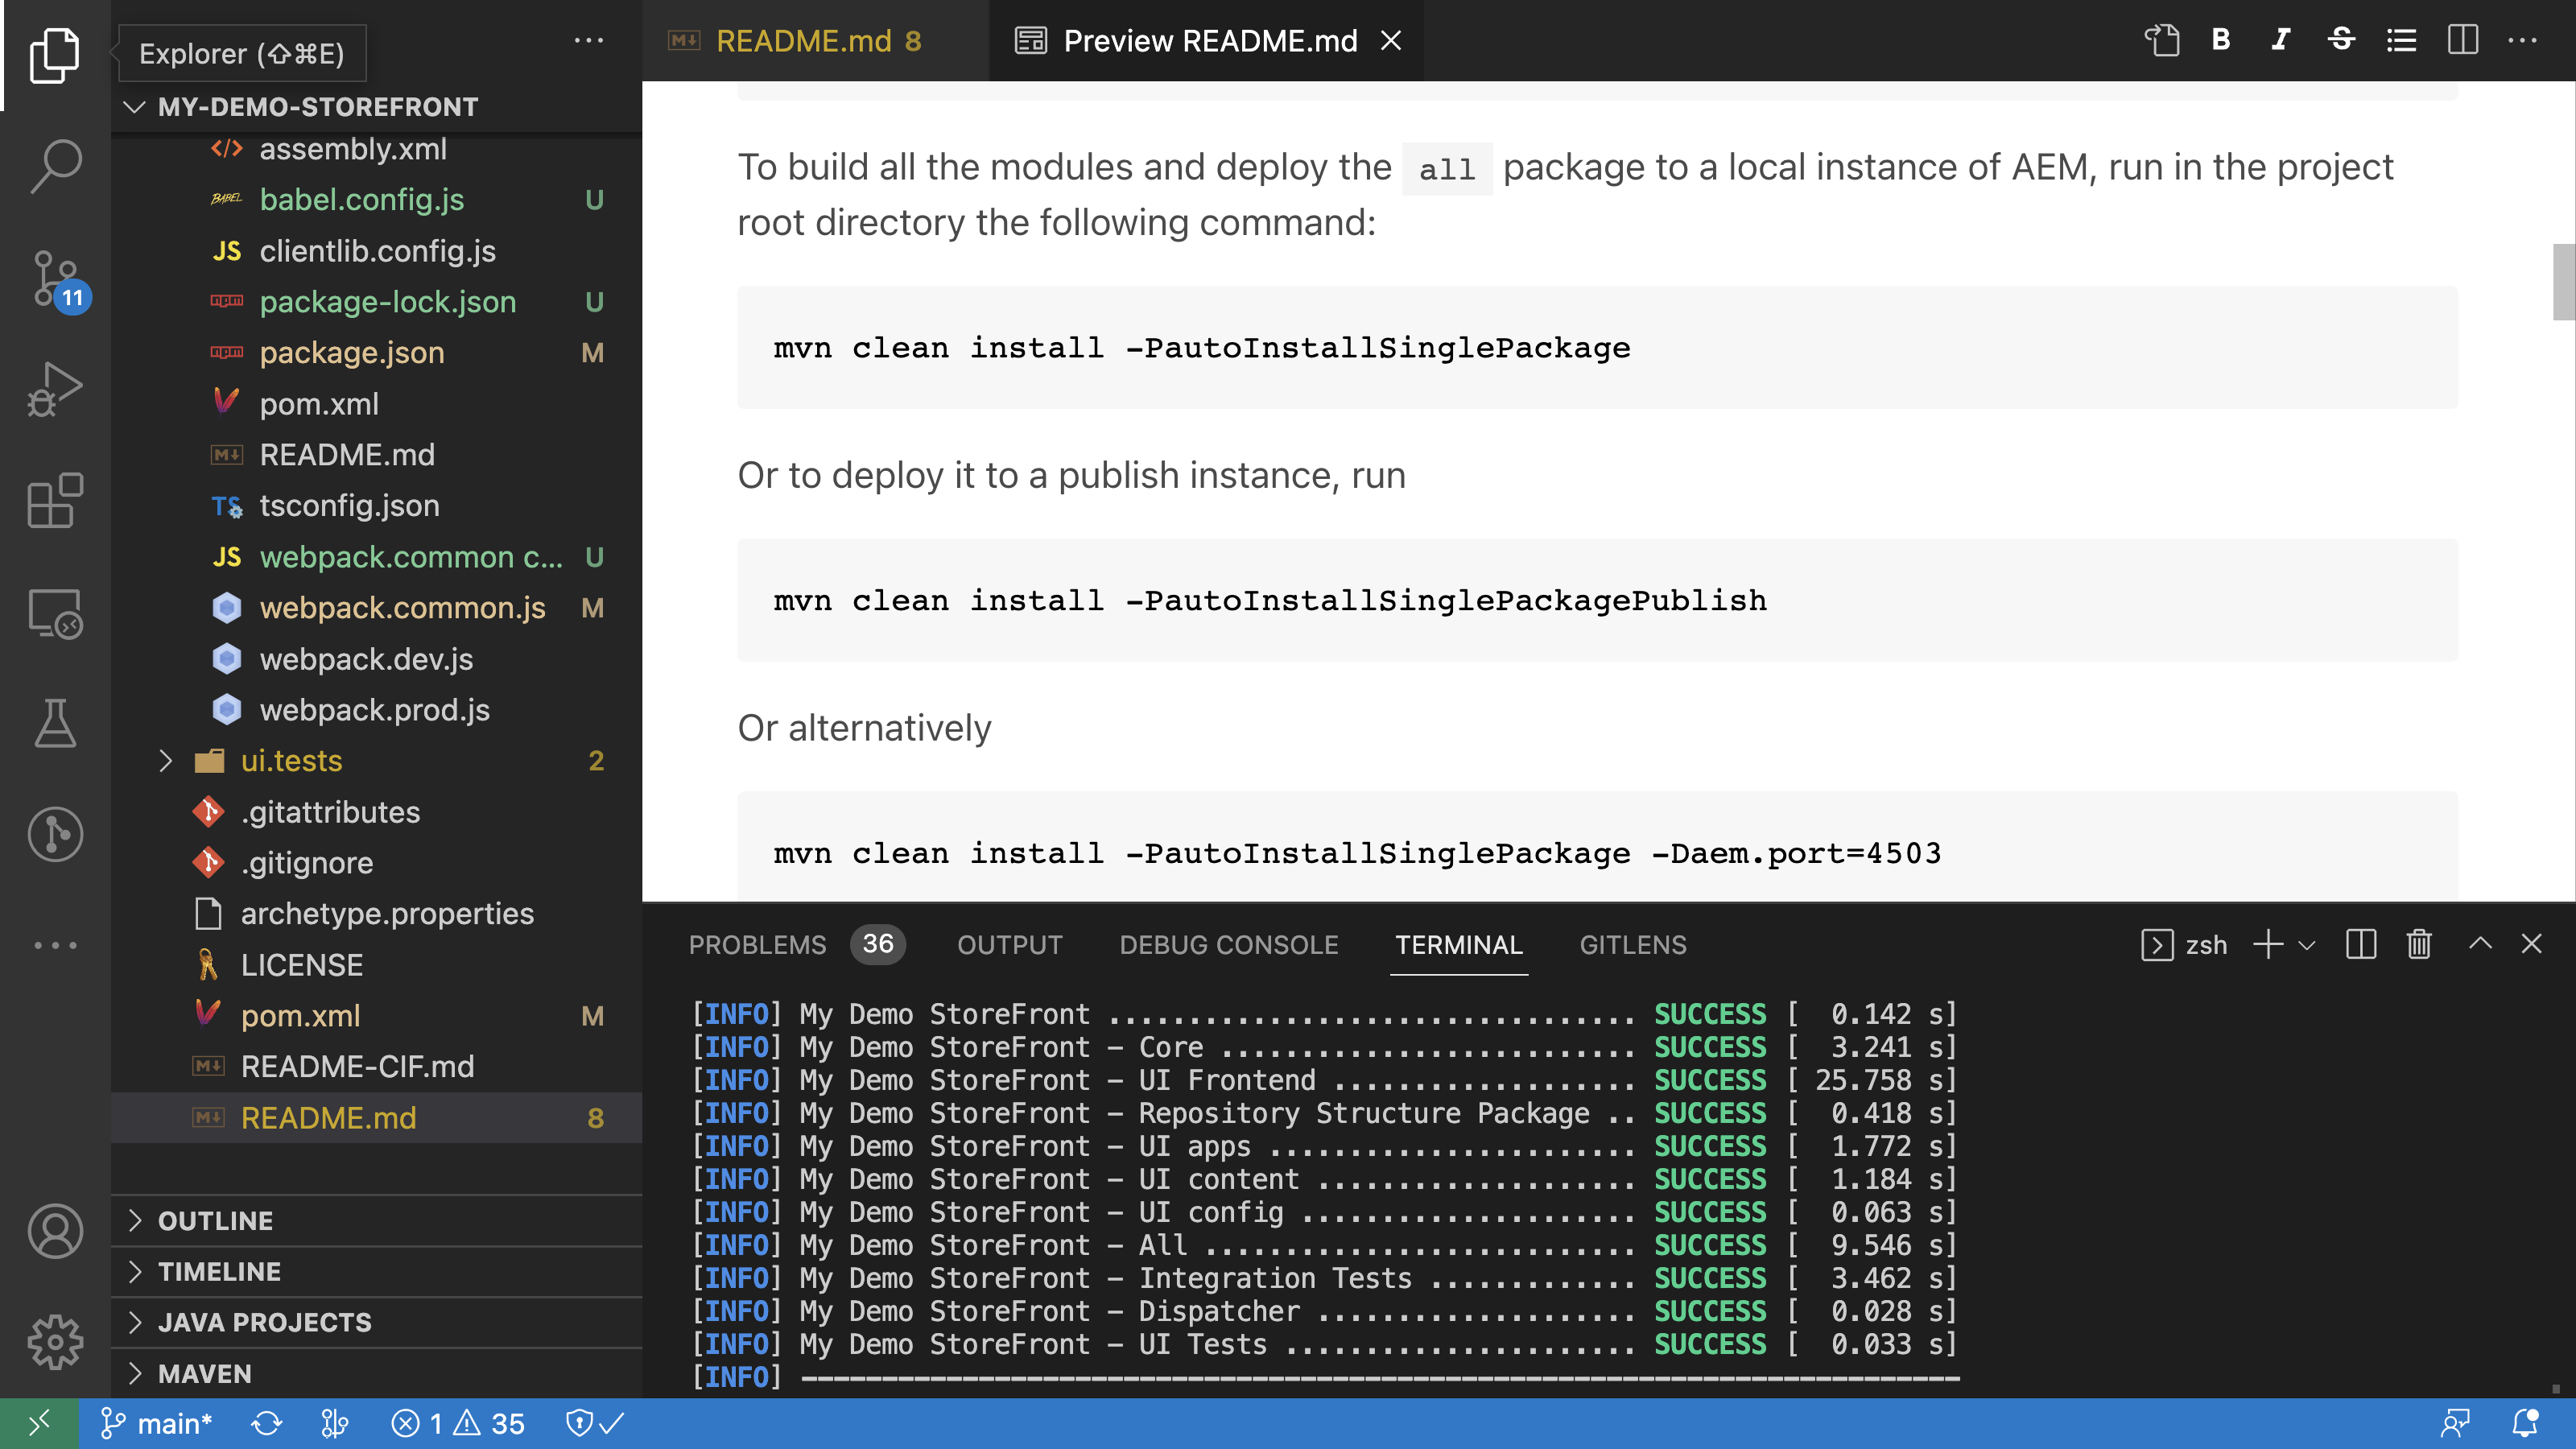 Explorer (⇧⌘E)
MY-DEMO-STOREFRONT
assembly.xml
babel.config.js U
clientlib.config.js
package-lock.json U
package.json M
pom.xml
README.md
tsconfig.json
webpack.common c... U
webpack.common.js M
webpack.dev.js
webpack.prod.js
ui.tests 2
.gitattributes
.gitignore
archetype.properties
LICENSE
pom.xml M
README-CIF.md
README.md 8
OUTLINE
TIMELINE
JAVA PROJECTS
MAVEN
11
README.md 8
Preview README.md
To build all the modules and deploy the all package to a local instance of AEM, run in the project
root directory the following command:
mvn clean install -PautoInstallSinglePackage
Or to deploy it to a publish instance, run
mvn clean install -PautoInstallSinglePackagePublish
Or alternatively
mvn clean install -PautoInstallSinglePackage -Daem.port=4503
PROBLEMS 36 OUTPUT DEBUG CONSOLE TERMINAL GITLENS zsh
[INFO] My Demo StoreFront ................................. SUCCESS [  0.142 s]
[INFO] My Demo StoreFront - Core .......................... SUCCESS [  3.241 s]
[INFO] My Demo StoreFront - UI Frontend ................... SUCCESS [ 25.758 s]
[INFO] My Demo StoreFront - Repository Structure Package .. SUCCESS [  0.418 s]
[INFO] My Demo StoreFront - UI apps ....................... SUCCESS [  1.772 s]
[INFO] My Demo StoreFront - UI content .................... SUCCESS [  1.184 s]
[INFO] My Demo StoreFront - UI config ..................... SUCCESS [  0.063 s]
[INFO] My Demo StoreFront - All ........................... SUCCESS [  9.546 s]
[INFO] My Demo StoreFront - Integration Tests ............. SUCCESS [  3.462 s]
[INFO] My Demo StoreFront - Dispatcher .................... SUCCESS [  0.028 s]
[INFO] My Demo StoreFront - UI Tests ...................... SUCCESS [  0.033 s]
[INFO] ------------------------------------------------------------------------
main* 1 35